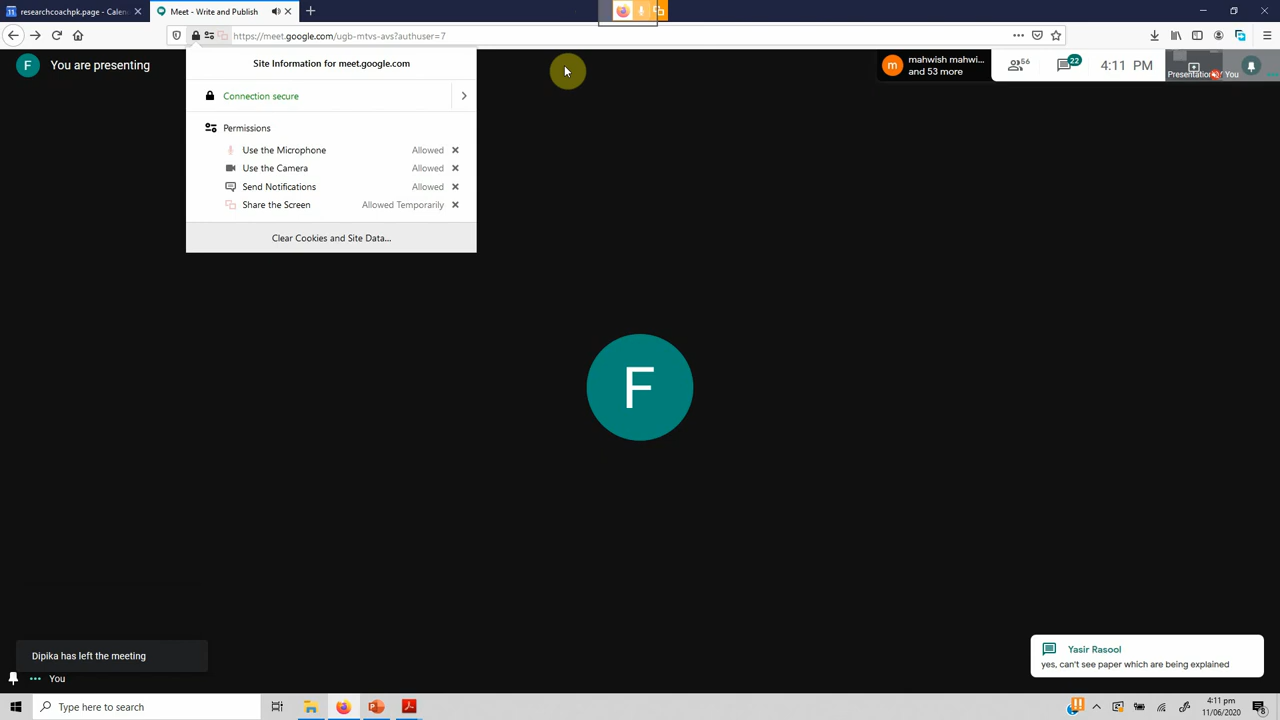 researchcoachpk.page - Calen
Meet - Write and Publish
https://meet.google.com/ugb-mtvs-avs?authuser=7
F
You are presenting
Site Information for meet.google.com
Connection secure
Permissions
Use the Microphone Allowed
Use the Camera Allowed
Send Notifications Allowed
Share the Screen Allowed Temporarily
Clear Cookies and Site Data...
m
mahwish mahwi...
and 53 more
56
22
4:11 PM
Presentation
You
F
Dipika has left the meeting
You
Yasir Rasool
yes, can't see paper which are being explained
Type here to search
4:11 pm
11/06/2020
8